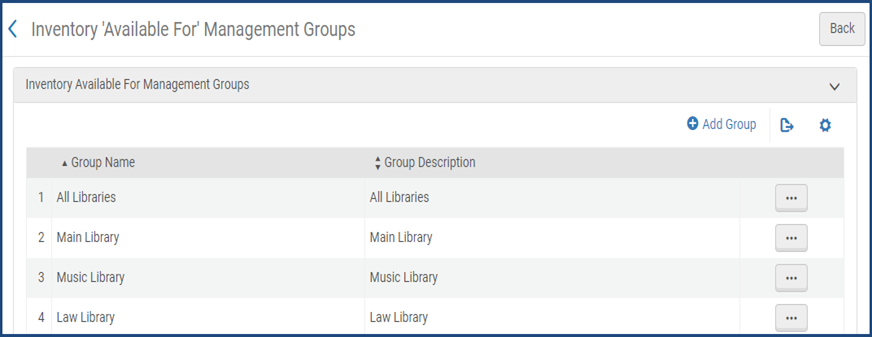 Inventory 'Available For' Management Groups Back
Inventory Available For Management Groups
Add Group
Group Name Group Description
1 All Libraries All Libraries
2 Main Library Main Library
3 Music Library Music Library
4 Law Library Law Library